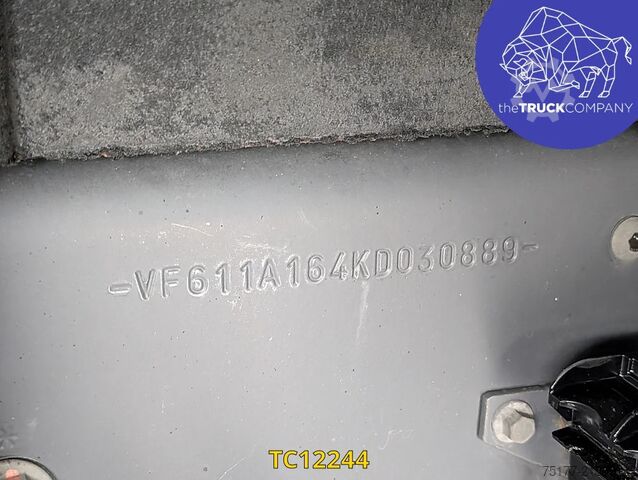 theTRUCKCOMPANY
-VF611A164KD030889-
TC12244